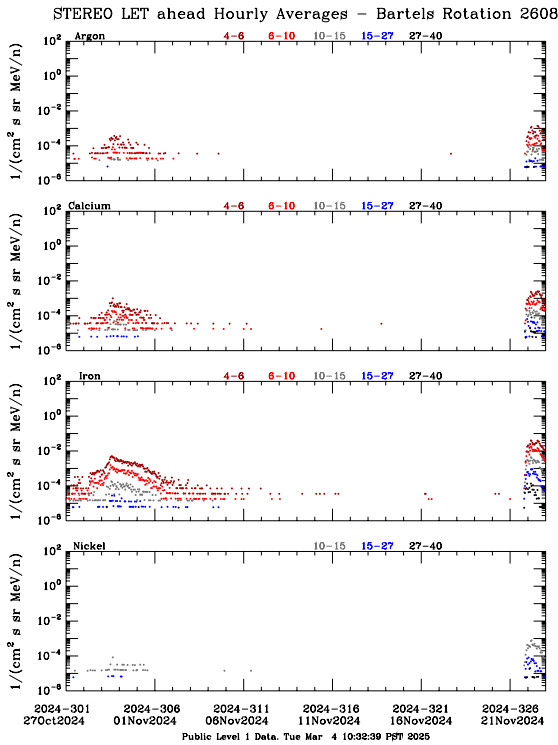 STEREO LET ahead Hourly Averages - Bartels Rotation 2608
Argon 4-6 6-10 10-15 15-27 27-40
10² 10⁰ 10⁻² 10⁻⁴ 10⁻⁶
1/(cm² s sr MeV/n)
Calcium 4-6 6-10 10-15 15-27 27-40
10² 10⁰ 10⁻² 10⁻⁴ 10⁻⁶
1/(cm² s sr MeV/n)
Iron 4-6 6-10 10-15 15-27 27-40
10² 10⁰ 10⁻² 10⁻⁴ 10⁻⁶
1/(cm² s sr MeV/n)
Nickel 10-15 15-27 27-40
10² 10⁰ 10⁻² 10⁻⁴ 10⁻⁶
1/(cm² s sr MeV/n)
2024-301 2024-306 2024-311 2024-316 2024-321 2024-326
27Oct2024 01Nov2024 06Nov2024 11Nov2024 16Nov2024 21Nov2024
Public Level 1 Data, Tue Mar 4 10:32:39 PST 2025